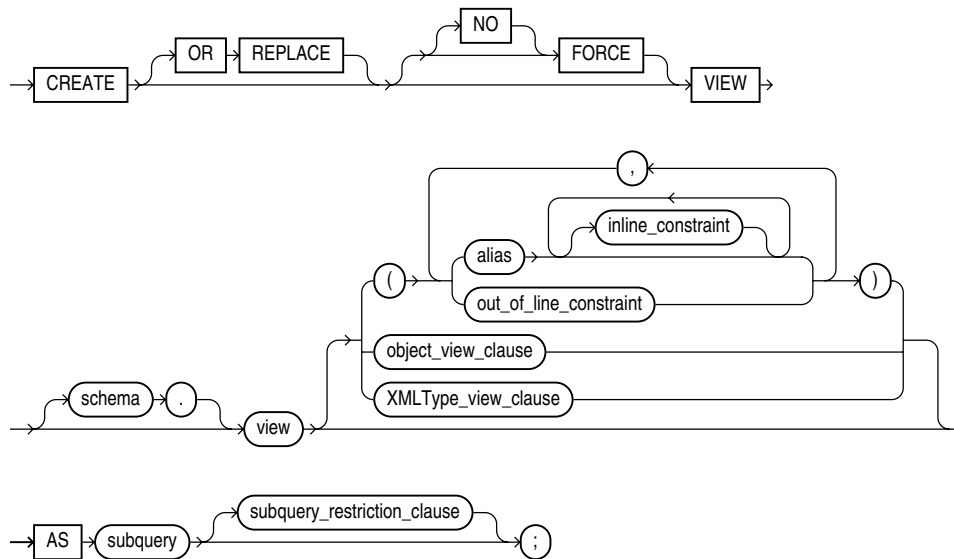 NO
OR REPLACE FORCE
CREATE VIEW
,
inline_constraint
alias
( )
out_of_line_constraint
object_view_clause
schema . XMLType_view_clause
view
subquery_restriction_clause
AS subquery ;